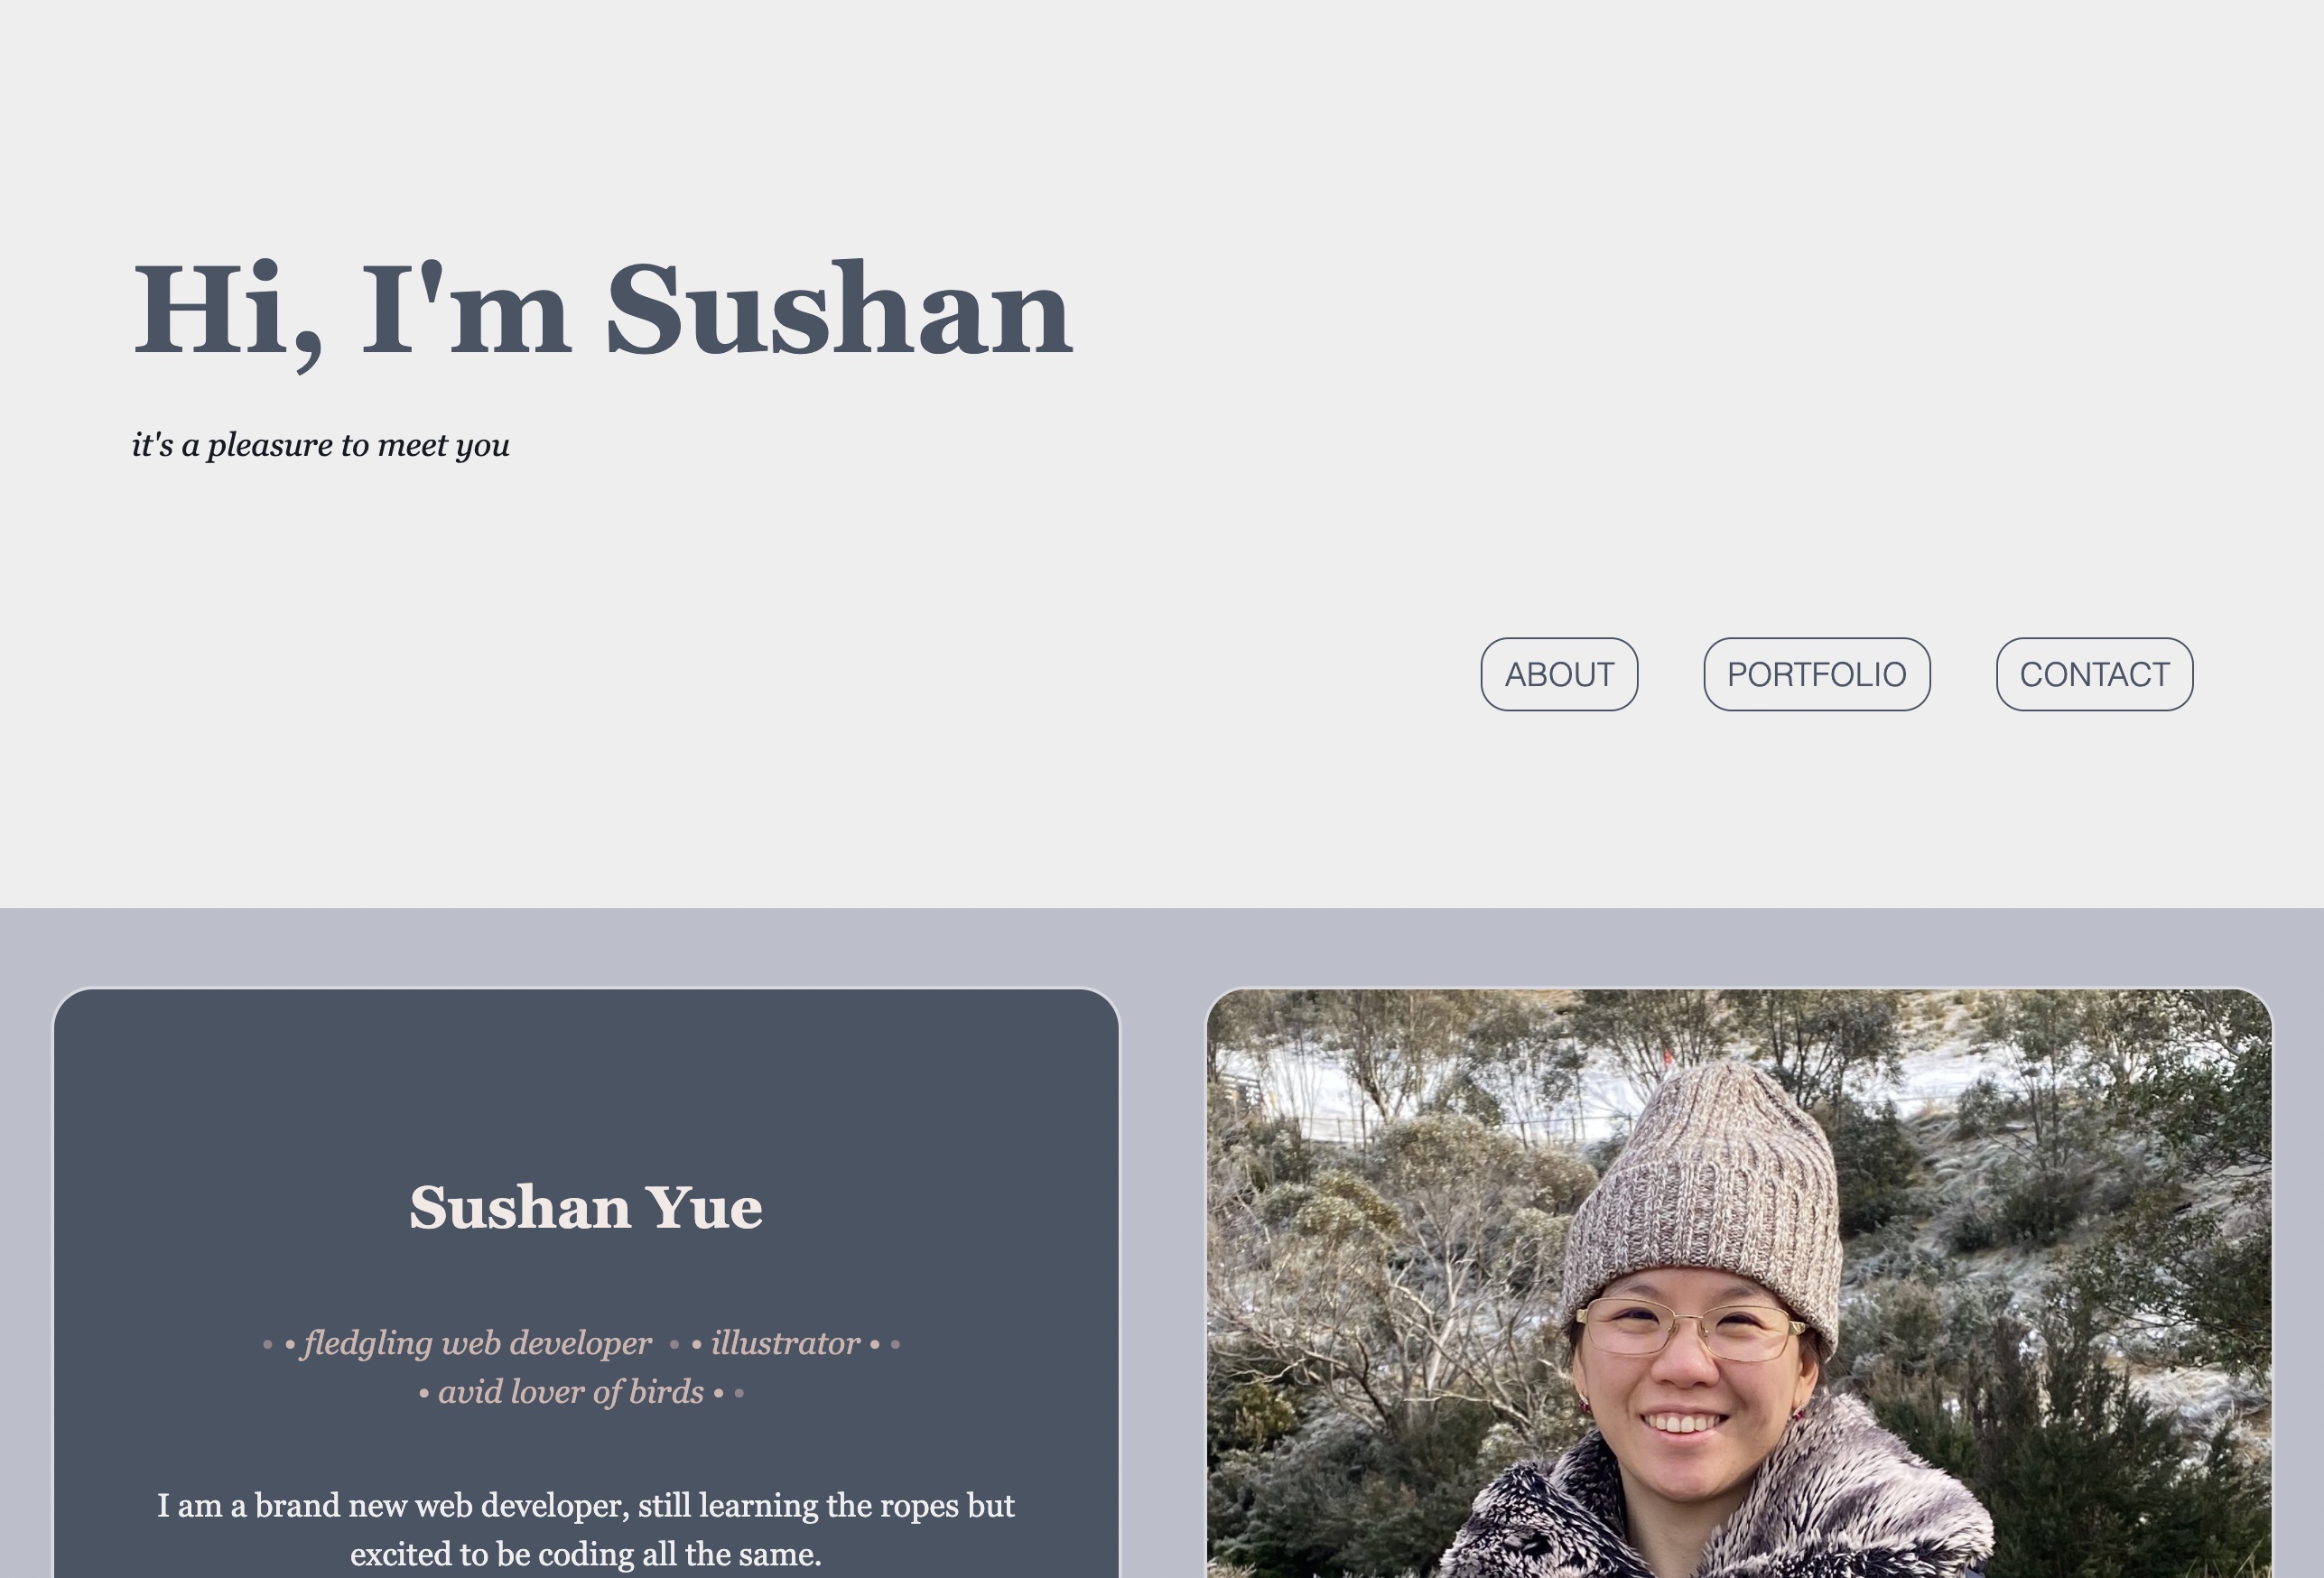 Hi, I'm Sushan
it's a pleasure to meet you
ABOUT PORTFOLIO CONTACT
Sushan Yue
• • fledgling web developer • • illustrator • •
• avid lover of birds • •
I am a brand new web developer, still learning the ropes but
excited to be coding all the same.